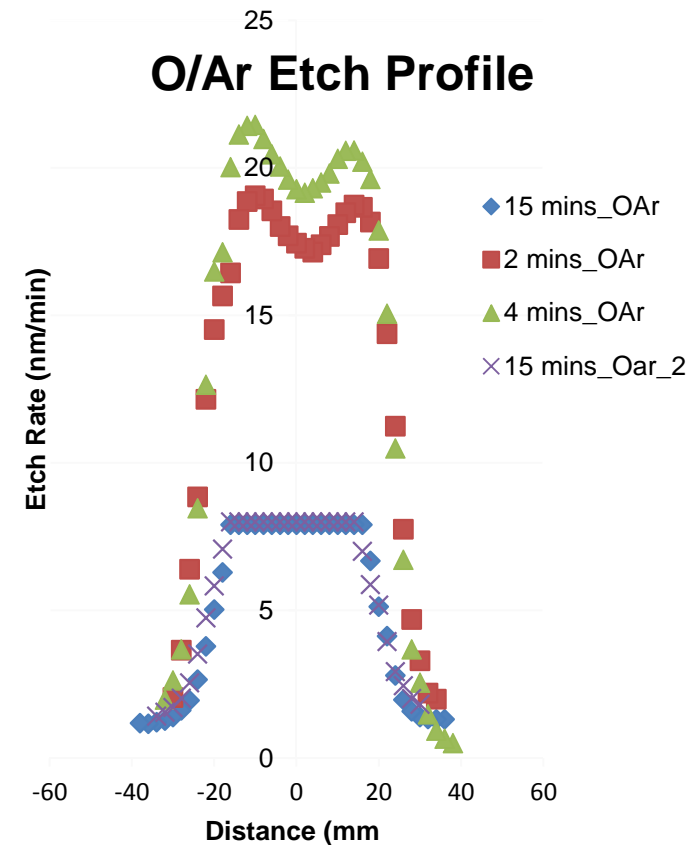 O/Ar Etch Profile
25
20
15
10
5
0
-60
-40
-20
0
20
40
60
Etch Rate (nm/min)
Distance (mm
15 mins_OAr
2 mins_OAr
4 mins_OAr
15 mins_Oar_2